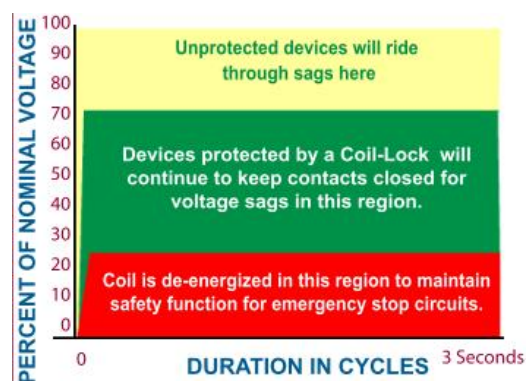 PERCENT OF NOMINAL VOLTAGE
100
90
80
70
60
50
40
30
20
10
0
Unprotected devices will ride
through sags here
Devices protected by a Coil-Lock will
continue to keep contacts closed for
voltage sags in this region.
Coil is de-energized in this region to maintain
safety function for emergency stop circuits.
0
DURATION IN CYCLES
3 Seconds